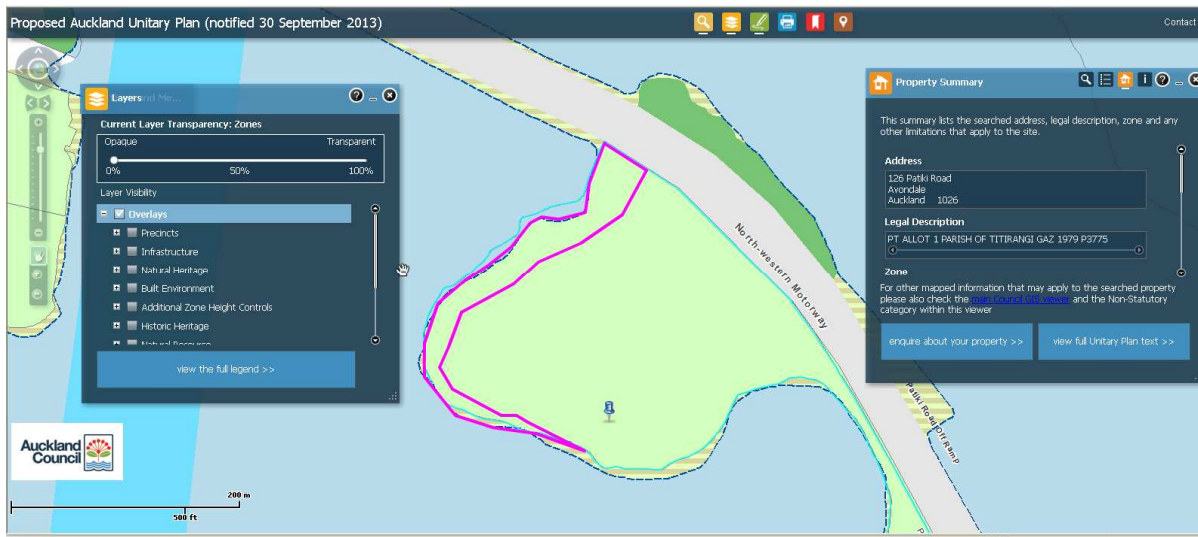 Proposed Auckland Unitary Plan (notified 30 September 2013)
Contact
Layers
Current Layer Transparency: Zones
Opaque Transparent
0% 50% 100%
Layer Visibility
Overlays
Precincts
Infrastructure
Natural Heritage
Built Environment
Additional Zone Height Controls
Historic Heritage
Natural Resource
view the full legend >>
Auckland
Council
200 m
500 ft
North-western Motorway
Patiki Road Off Ramp
P
Property Summary
This summary lists the searched address, legal description, zone and any
other limitations that apply to the site.
Address
126 Patiki Road
Avondale
Auckland 1026
Legal Description
PT ALLOT 1 PARISH OF TITIRANGI GAZ 1979 P3775
Zone
For other mapped information that may apply to the searched property
please also check the main Council GIS viewer and the Non-Statutory
category within this viewer
enquire about your property >>
view full Unitary Plan text >>